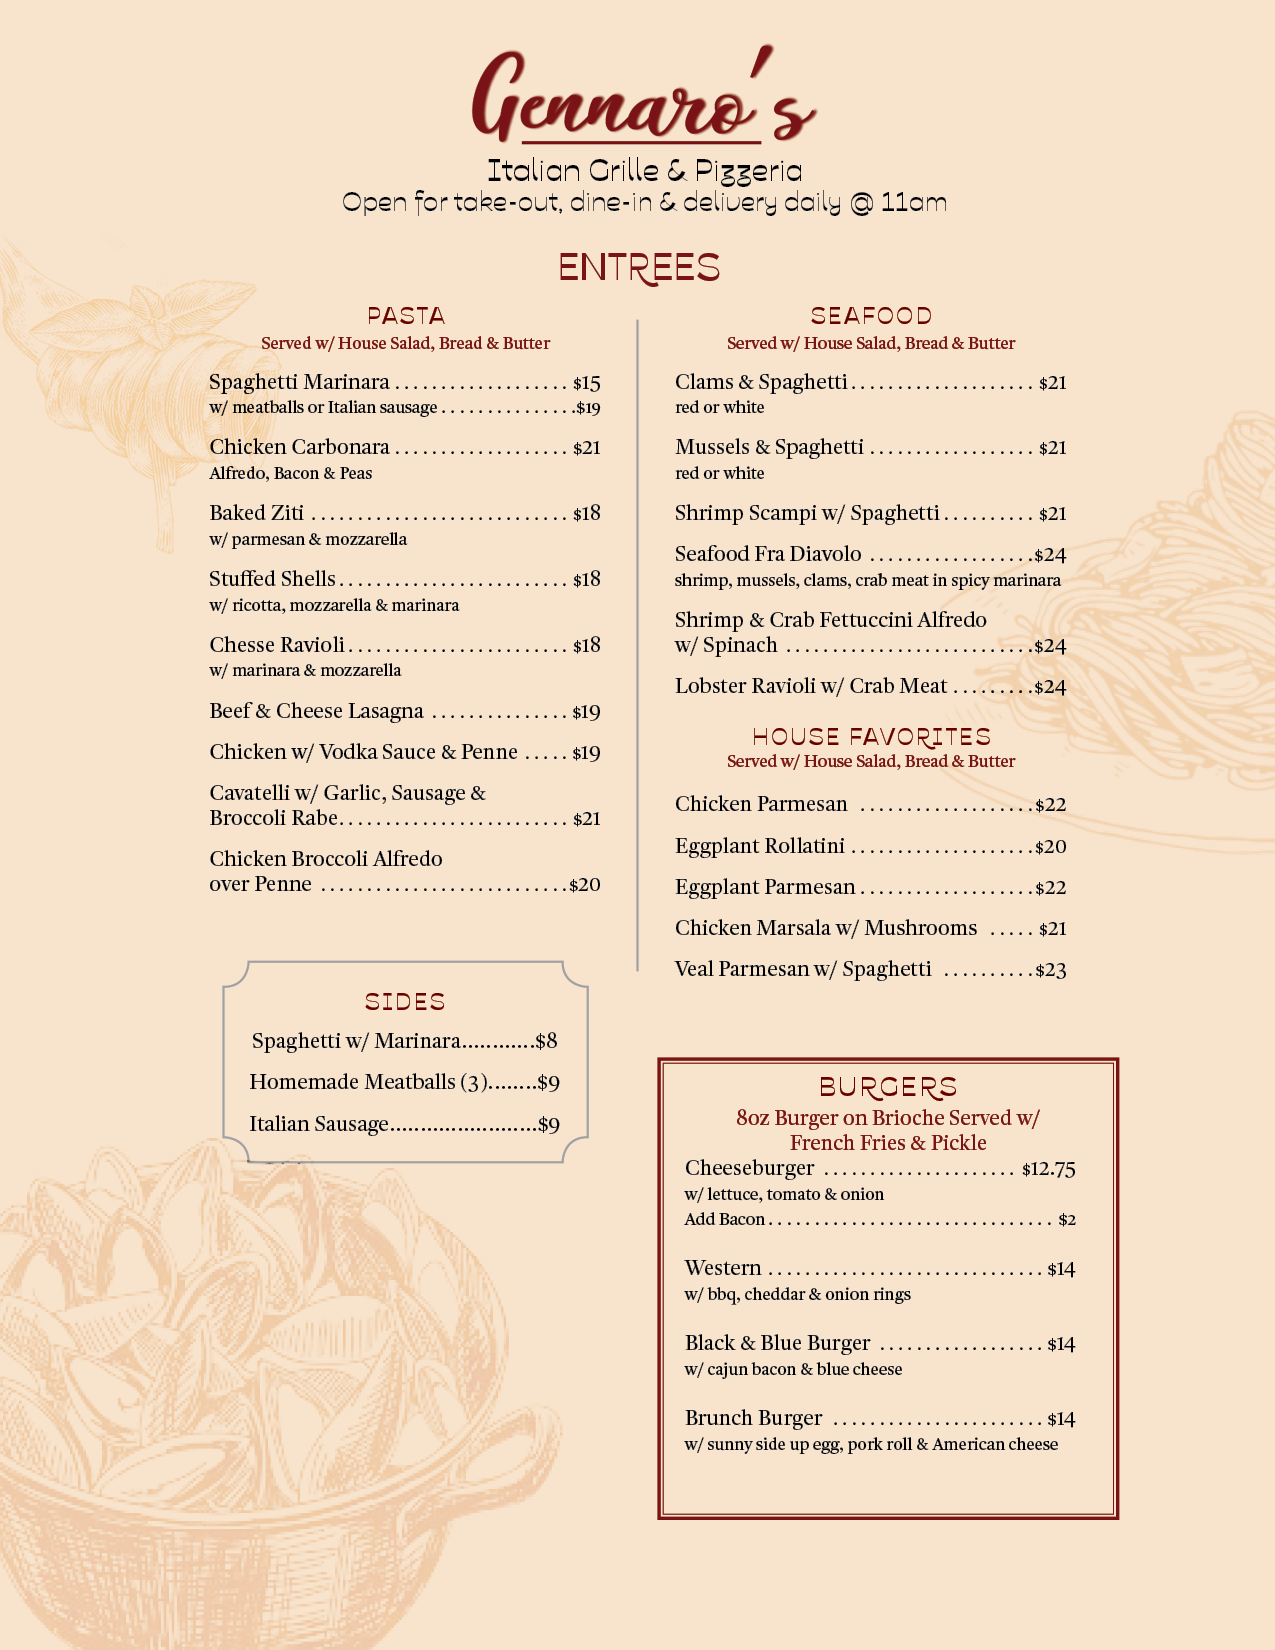 Gennaro's
Italian Grille & Pizzeria
Open for take-out, dine-in & delivery daily @ 11am
ENTREES
PASTA
Served w/ House Salad, Bread & Butter
Spaghetti Marinara . . . . . . . . . . . . . . . . . . . $15
w/ meatballs or Italian sausage . . . . . . . . . . . . . . .$19
Chicken Carbonara . . . . . . . . . . . . . . . . . . . $21
Alfredo, Bacon & Peas
Baked Ziti . . . . . . . . . . . . . . . . . . . . . . . . . . . . $18
w/ parmesan & mozzarella
Stuffed Shells . . . . . . . . . . . . . . . . . . . . . . . . . $18
w/ ricotta, mozzarella & marinara
Chesse Ravioli . . . . . . . . . . . . . . . . . . . . . . . . $18
w/ marinara & mozzarella
Beef & Cheese Lasagna . . . . . . . . . . . . . . . $19
Chicken w/ Vodka Sauce & Penne . . . . . $19
Cavatelli w/ Garlic, Sausage &
Broccoli Rabe. . . . . . . . . . . . . . . . . . . . . . . . . $21
Chicken Broccoli Alfredo
over Penne . . . . . . . . . . . . . . . . . . . . . . . . . . .$20
SEAFOOD
Served w/ House Salad, Bread & Butter
Clams & Spaghetti . . . . . . . . . . . . . . . . . . . . $21
red or white
Mussels & Spaghetti . . . . . . . . . . . . . . . . . . $21
red or white
Shrimp Scampi w/ Spaghetti . . . . . . . . . . $21
Seafood Fra Diavolo . . . . . . . . . . . . . . . . . .$24
shrimp, mussels, clams, crab meat in spicy marinara
Shrimp & Crab Fettuccini Alfredo
w/ Spinach . . . . . . . . . . . . . . . . . . . . . . . . . . .$24
Lobster Ravioli w/ Crab Meat . . . . . . . . .$24
HOUSE FAVORITES
Served w/ House Salad, Bread & Butter
Chicken Parmesan . . . . . . . . . . . . . . . . . . .$22
Eggplant Rollatini . . . . . . . . . . . . . . . . . . . .$20
Eggplant Parmesan . . . . . . . . . . . . . . . . . . .$22
Chicken Marsala w/ Mushrooms . . . . . $21
Veal Parmesan w/ Spaghetti . . . . . . . . . .$23
SIDES
Spaghetti w/ Marinara............$8
Homemade Meatballs (3)........$9
Italian Sausage........................$9
BURGERS
8oz Burger on Brioche Served w/
French Fries & Pickle
Cheeseburger . . . . . . . . . . . . . . . . . . . . . $12.75
w/ lettuce, tomato & onion
Add Bacon . . . . . . . . . . . . . . . . . . . . . . . . . . . . . . . $2
Western . . . . . . . . . . . . . . . . . . . . . . . . . . . . . . $14
w/ bbq, cheddar & onion rings
Black & Blue Burger . . . . . . . . . . . . . . . . . . $14
w/ cajun bacon & blue cheese
Brunch Burger . . . . . . . . . . . . . . . . . . . . . . . $14
w/ sunny side up egg, pork roll & American cheese